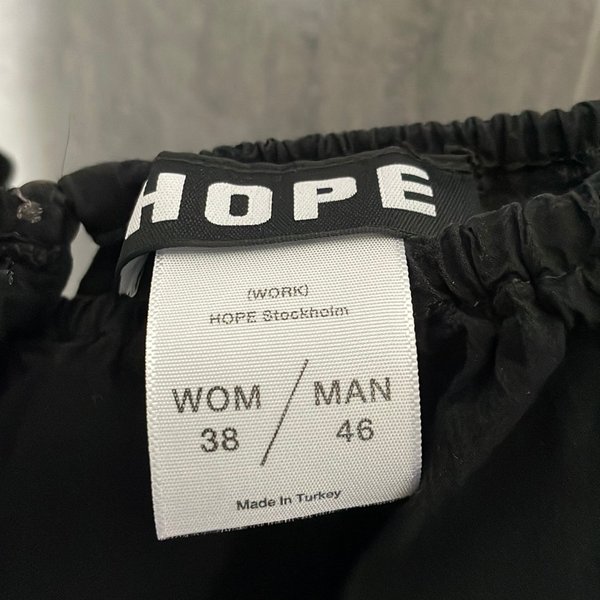 HOPE
(WORK)
HOPE Stockholm
WOM / MAN
38 46
Made In Turkey